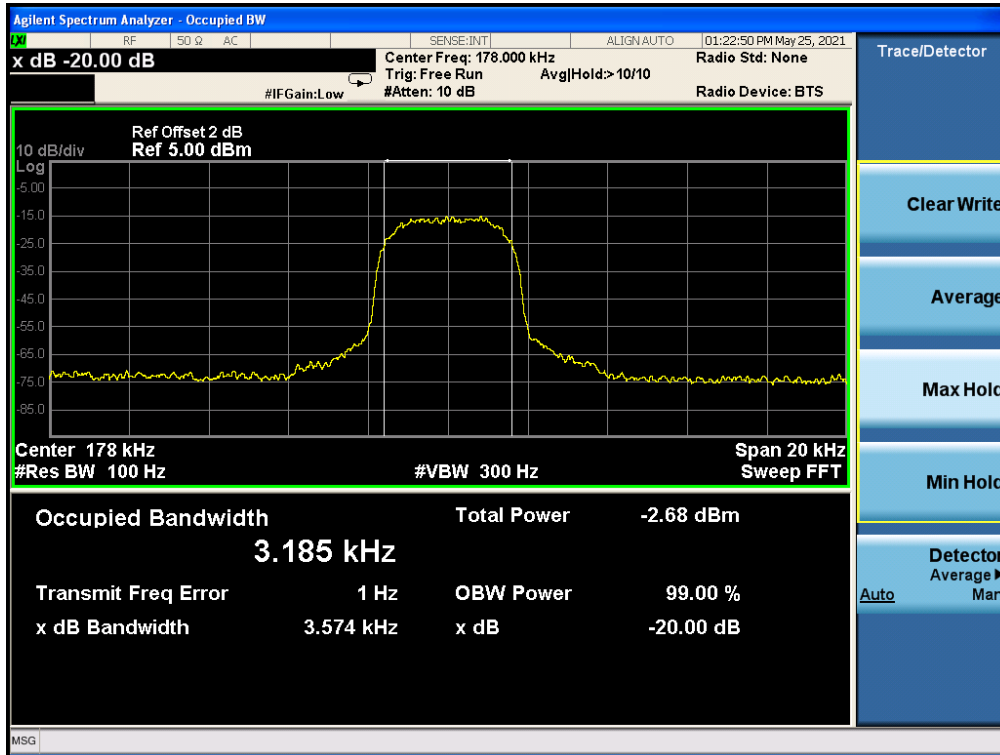 Agilent Spectrum Analyzer - Occupied BW
LXI RF 50 Ω AC SENSE:INT ALIGNAUTO 01:22:50 PM May 25, 2021
x dB -20.00 dB
Center Freq: 178.000 kHz Radio Std: None
Trig: Free Run Avg|Hold:>10/10
#IFGain:Low #Atten: 10 dB Radio Device: BTS
Ref Offset 2 dB
10 dB/div Ref 5.00 dBm
Log
-5.00
-15.0
-25.0
-35.0
-45.0
-55.0
-65.0
-75.0
-85.0
Center 178 kHz Span 20 kHz
#Res BW 100 Hz #VBW 300 Hz Sweep FFT
Occupied Bandwidth Total Power -2.68 dBm
3.185 kHz
Transmit Freq Error 1 Hz OBW Power 99.00 %
x dB Bandwidth 3.574 kHz x dB -20.00 dB
MSG
Trace/Detector
Clear Write
Average
Max Hold
Min Hold
Detector
Average
Auto Man